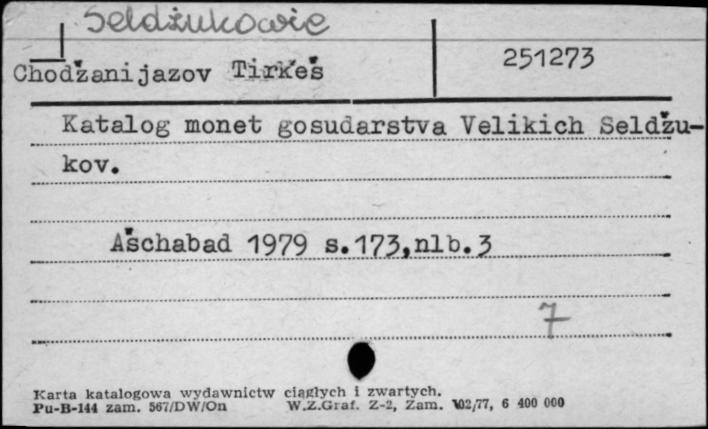 Seldżukowie
251273
Chodžanijazov Tirkeš
Katalog monet gosudarstva Velikich Seldžu-
kov.
Ašchabad 1979 s.173,nlb.3
7
Karta katalogowa wydawnictw ciągłych i zwartych.
Pu-B-144 zam. 567/DW/On W.Z.Graf. Z-2, Zam. 102/77, 6 400 000